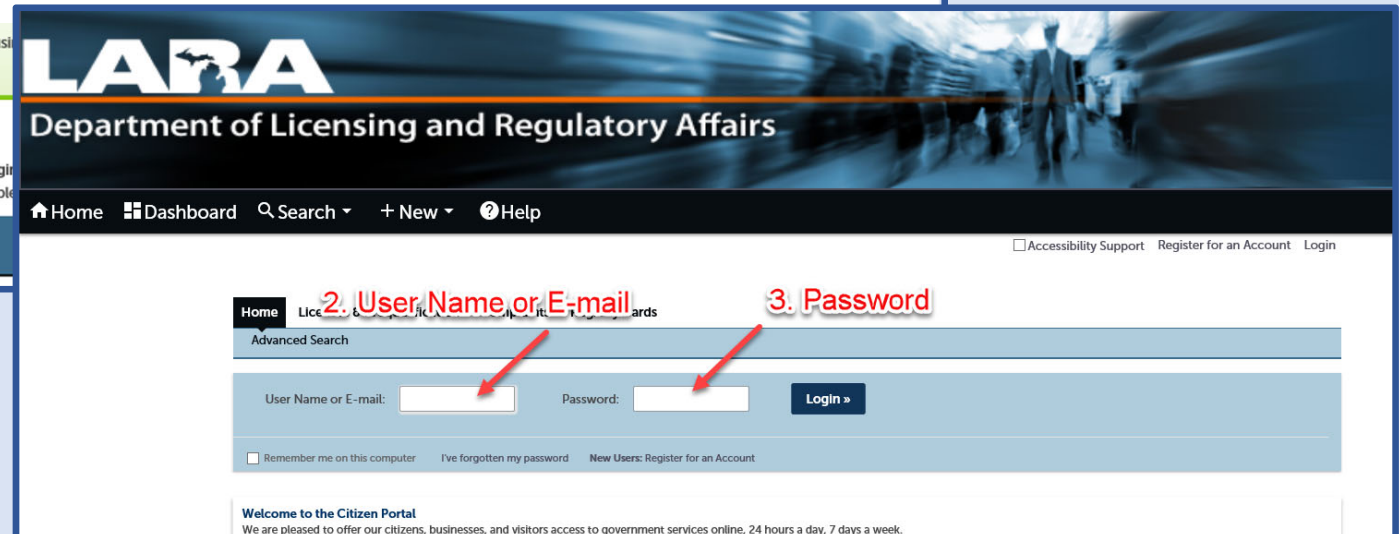 LARA
Department of Licensing and Regulatory Affairs
Home Dashboard Search + New Help
Accessibility Support Register for an Account Login
2. User Name or E-mail 3. Password
Home
Advanced Search
User Name or E-mail: Password: Login »
Remember me on this computer I've forgotten my password New Users: Register for an Account
Welcome to the Citizen Portal
We are pleased to offer our citizens, businesses, and visitors access to government services online, 24 hours a day, 7 days a week.